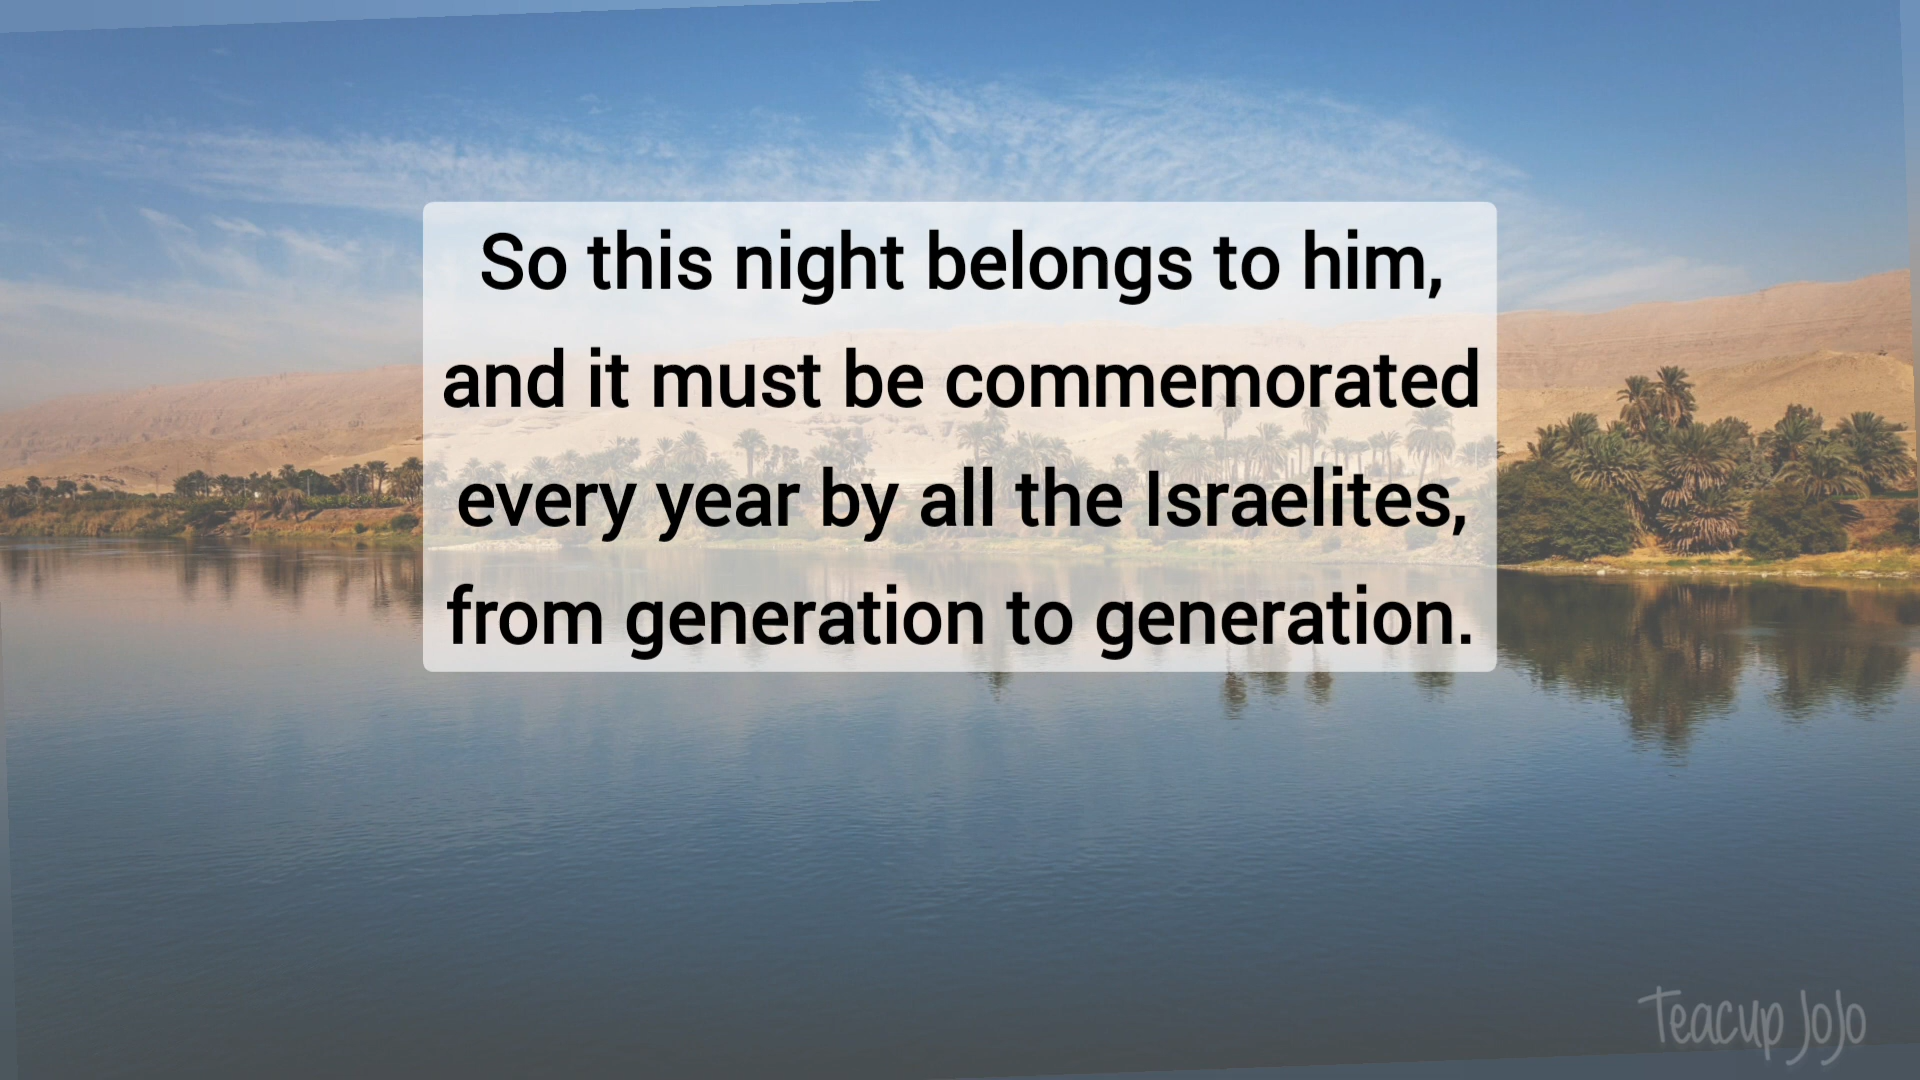 So this night belongs to him,
and it must be commemorated
every year by all the Israelites,
from generation to generation.
Teacup JoJo